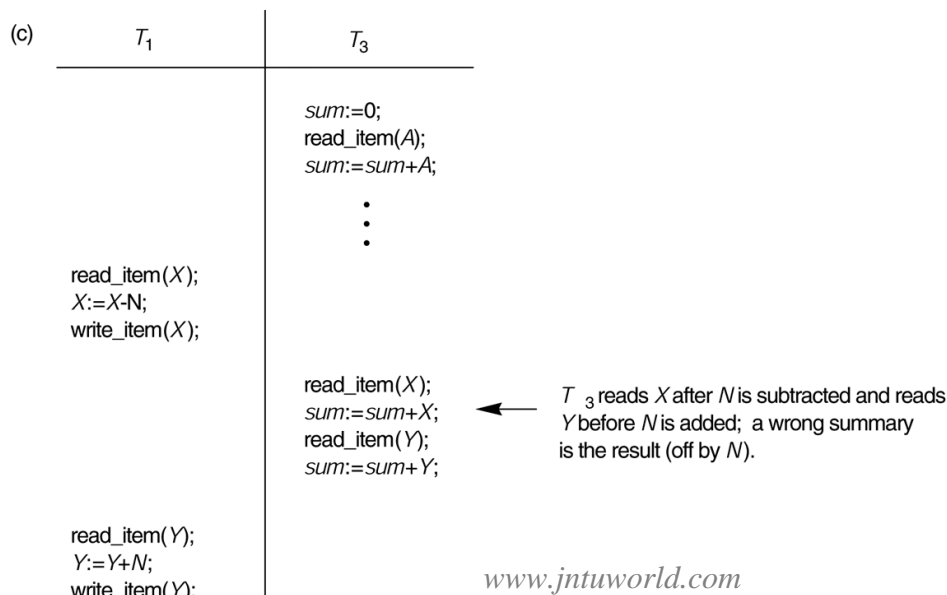 (c) T1 T3
sum:=0;
read_item(A);
sum:=sum+A;
read_item(X);
X:=X-N;
write_item(X);
read_item(X);
sum:=sum+X;
read_item(Y);
sum:=sum+Y;
T 3 reads X after N is subtracted and reads
Y before N is added; a wrong summary
is the result (off by N).
read_item(Y);
Y:=Y+N;
write_item(Y);
www.jntuworld.com